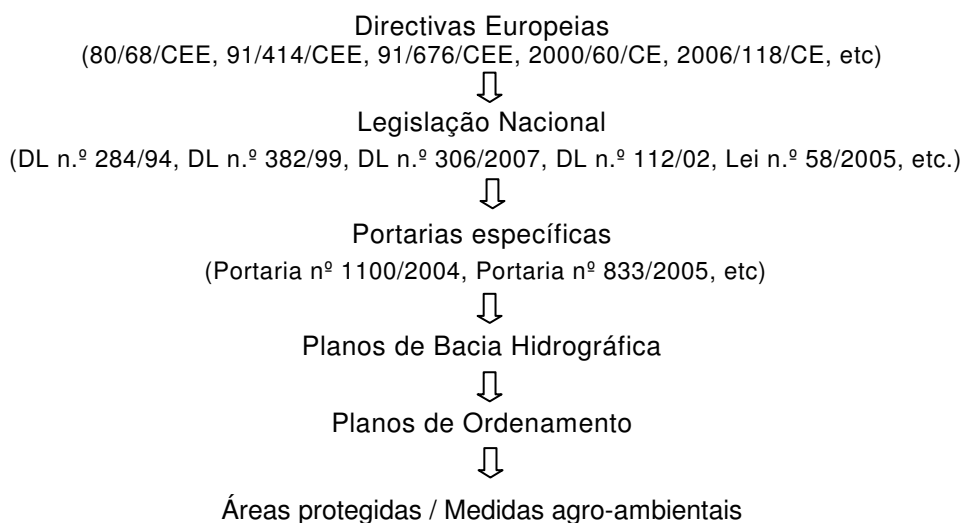 Directivas Europeias
(80/68/CEE, 91/414/CEE, 91/676/CEE, 2000/60/CE, 2006/118/CE, etc)
Legislação Nacional
(DL n.º 284/94, DL n.º 382/99, DL n.º 306/2007, DL n.º 112/02, Lei n.º 58/2005, etc.)
Portarias específicas
(Portaria nº 1100/2004, Portaria nº 833/2005, etc)
Planos de Bacia Hidrográfica
Planos de Ordenamento
Áreas protegidas / Medidas agro-ambientais